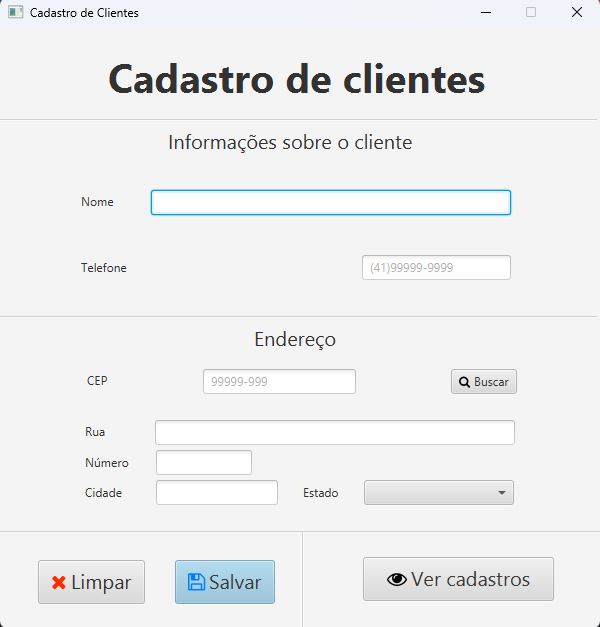 Cadastro de Clientes
Cadastro de clientes
Informações sobre o cliente
Nome
Telefone (41)99999-9999
Endereço
CEP 99999-999 Buscar
Rua
Número
Cidade Estado
Limpar Salvar Ver cadastros